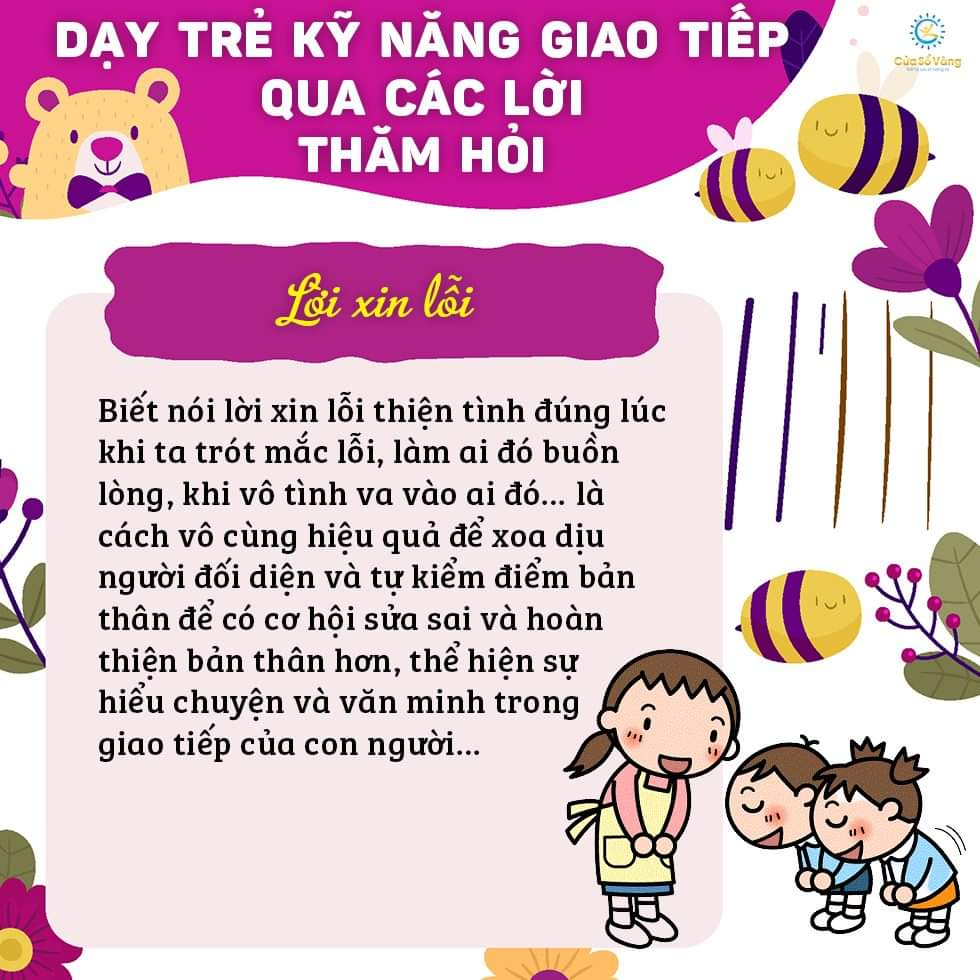 DẠY TRẺ KỸ NĂNG GIAO TIẾP
QUA CÁC LỜI
THĂM HỎI
Cửa Sổ Vàng
Lời xin lỗi
Biết nói lời xin lỗi thiện tình đúng lúc
khi ta trót mắc lỗi, làm ai đó buồn
lòng, khi vô tình va vào ai đó... là
cách vô cùng hiệu quả để xoa dịu
người đối diện và tự kiểm điểm bản
thân để có cơ hội sửa sai và hoàn
thiện bản thân hơn, thể hiện sự
hiểu chuyện và văn minh trong
giao tiếp của con người...